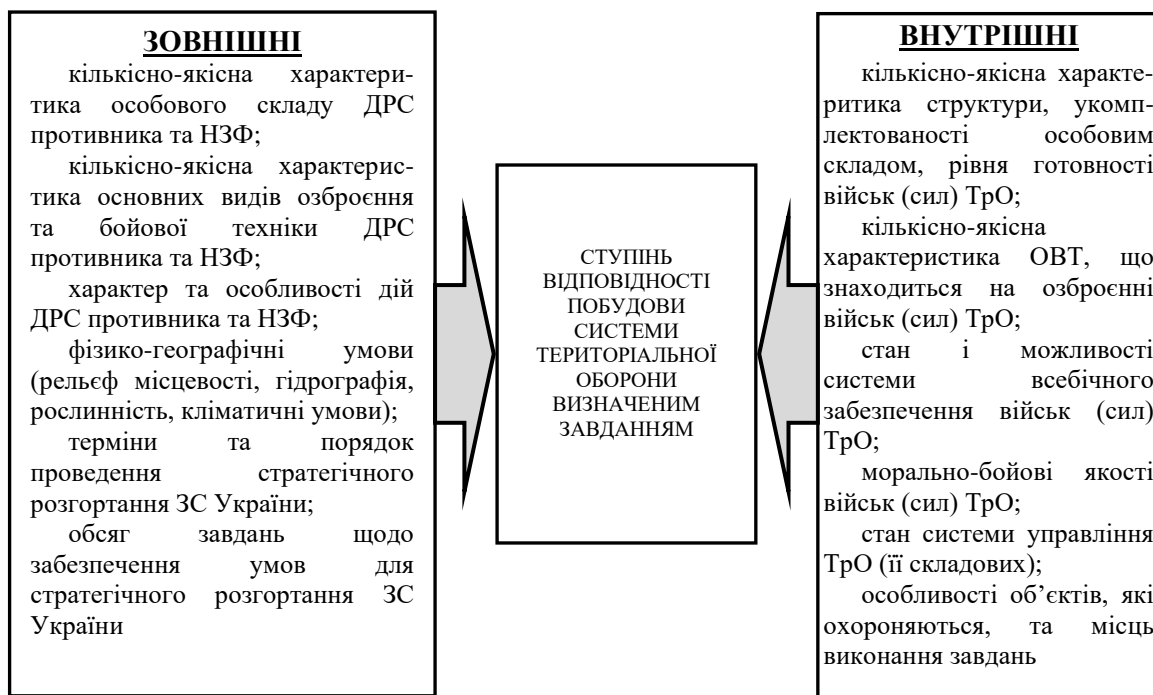 ЗОВНІШНІ
кількісно-якісна характери-
тика особового складу ДРС
противника та НЗФ;
кількісно-якісна характерис-
тика основних видів озброєння
та бойової техніки ДРС
противника та НЗФ;
характер та особливості дій
ДРС противника та НЗФ;
фізико-географічні умови
(рельєф місцевості, гідрографія,
рослинність, кліматичні умови);
терміни та порядок
проведення стратегічного
розгортання ЗС України;
обсяг завдань щодо
забезпечення умов для
стратегічного розгортання ЗС
України
СТУПІНЬ
ВІДПОВІДНОСТІ
ПОБУДОВИ
СИСТЕМИ
ТЕРИТОРІАЛЬНОЇ
ОБОРОНИ
ВИЗНАЧЕНИМ
ЗАВДАННЯМ
ВНУТРІШНІ
кількісно-якісна характе-
ритика структури, укомп-
лектованості особовим
складом, рівня готовності
військ (сил) ТрО;
кількісно-якісна
характеристика ОВТ, що
знаходиться на озброєнні
військ (сил) ТрО;
стан і можливості
системи всебічного
забезпечення військ (сил)
ТрО;
морально-бойові якості
військ (сил) ТрО;
стан системи управління
ТрО (її складових);
особливості об’єктів, які
охороняються, та місць
виконання завдань